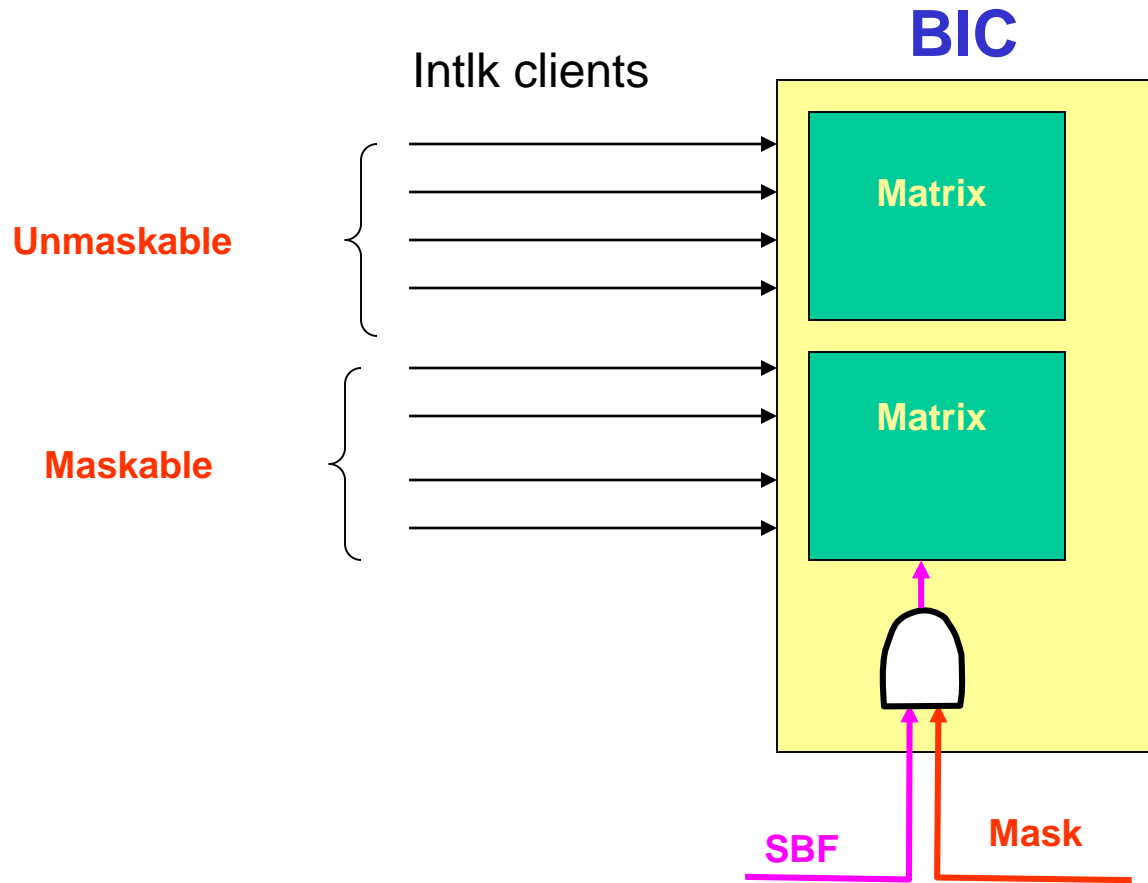 BIC
Intlk clients
Matrix
Unmaskable
Matrix
Maskable
Mask
SBF